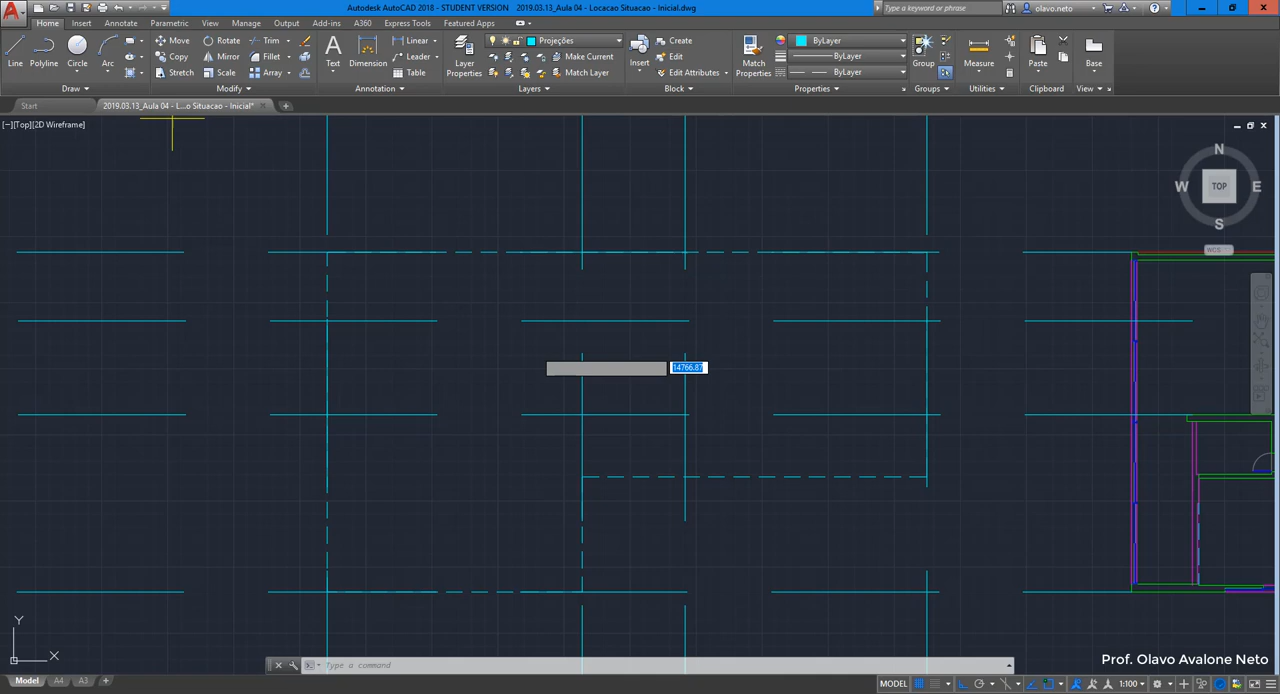 A
Autodesk AutoCAD 2018 - STUDENT VERSION 2019.03.13_Aula 04 - Locacao Situacao - Inicial.dwg
Type a keyword or phrase
olavo.neto
Home Insert Annotate Parametric View Manage Output Add-ins A360 Express Tools Featured Apps
Line
Polyline
Circle
Arc
Draw
Move
Copy
Stretch
Rotate
Mirror
Scale
Trim
Fillet
Array
Modify
Text
Dimension
Linear
Leader
Table
Annotation
Layer
Properties
Projeções
Make Current
Match Layer
Layers
Insert
Create
Edit
Edit Attributes
Block
Match
Properties
ByLayer
ByLayer
ByLayer
Properties
Group
Groups
Measure
Utilities
Paste
Clipboard
Base
View
Start
2019.03.13_Aula 04 - L...o Situacao - Inicial*
[−][Top][2D Wireframe]
N
W
TOP
E
S
WCS
14766.87
Y
X
Type a command
Prof. Olavo Avalone Neto
Model A4 A3
MODEL
1:100